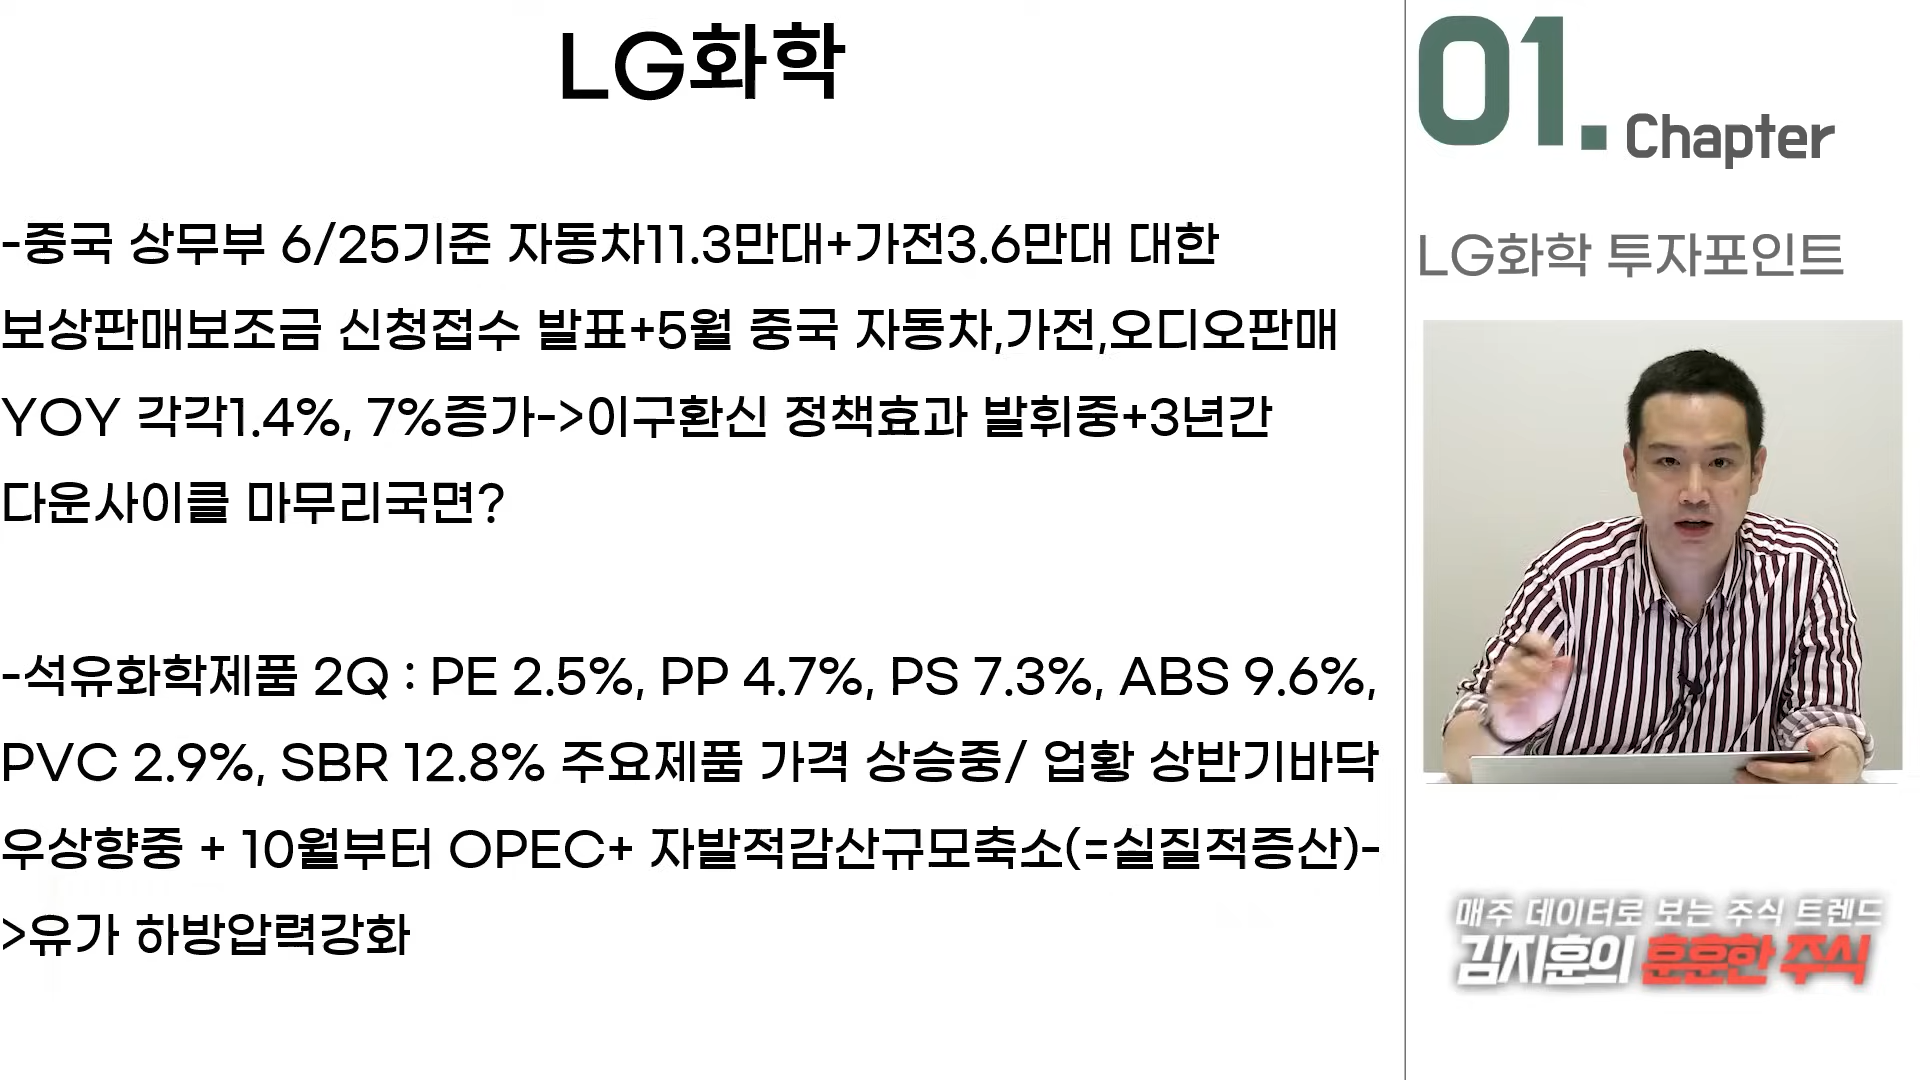 LG화학
-중국 상무부 6/25기준 자동차11.3만대+가전3.6만대 대한
보상판매보조금 신청접수 발표+5월 중국 자동차,가전,오디오판매
YOY 각각1.4%, 7%증가->이구환신 정책효과 발휘중+3년간
다운사이클 마무리국면?
-석유화학제품 2Q : PE 2.5%, PP 4.7%, PS 7.3%, ABS 9.6%,
PVC 2.9%, SBR 12.8% 주요제품 가격 상승중/ 업황 상반기바닥
우상향중 + 10월부터 OPEC+ 자발적감산규모축소(=실질적증산)-
>유가 하방압력강화
01. Chapter
LG화학 투자포인트
매주 데이터로 보는 주식 트렌드
김지훈의 훈훈한 주식